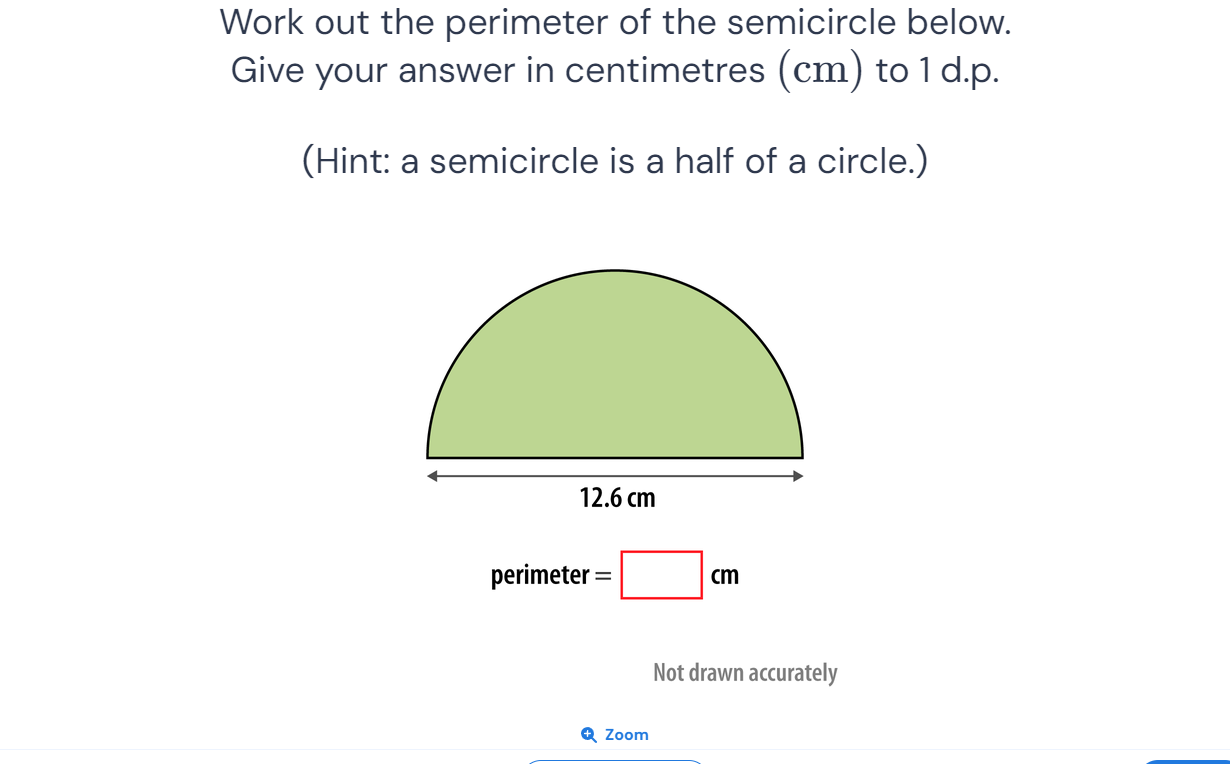 Work out the perimeter of the semicircle below.
Give your answer in centimetres (cm) to 1 d.p.
(Hint: a semicircle is a half of a circle.)
12.6 cm
perimeter = cm
Not drawn accurately
Zoom